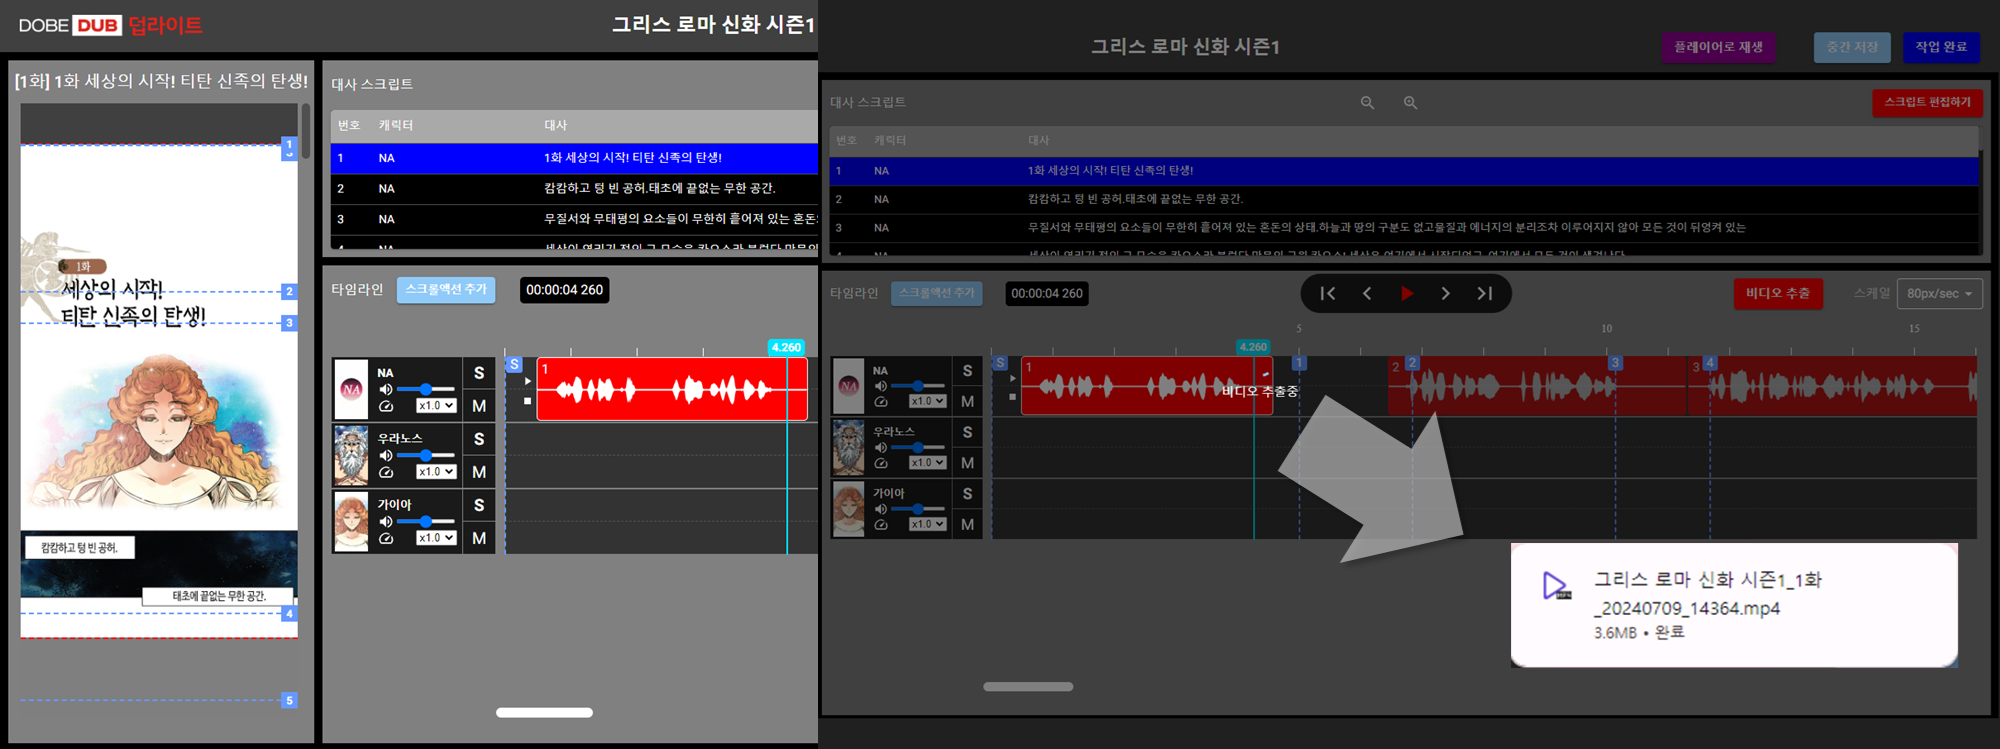 DOBE DUB 덥라이트
그리스 로마 신화 시즌1
[1화] 1화 세상의 시작! 티탄 신족의 탄생!
1
2
3
4
5
1화
세상의 시작!
티탄 신족의 탄생!
캄캄하고 텅 빈 공허.
태초에 끝없는 무한 공간.
대사 스크립트
번호 캐릭터 대사
1 NA 1화 세상의 시작! 티탄 신족의 탄생!
2 NA 캄캄하고 텅 빈 공허.태초에 끝없는 무한 공간.
3 NA 무질서와 무태평의 요소들이 무한히 흩어져 있는 혼돈의
4 NA
타임라인 스크롤액션 추가 00:00:04 260
4.260
NA S
x1.0 M
S 1
우라노스 S
x1.0 M
가이아 S
x1.0 M
그리스 로마 신화 시즌1
플레이어로 재생 중간 저장 작업 완료
대사 스크립트 스크립트 편집하기
번호 캐릭터 대사
1 NA 1화 세상의 시작! 티탄 신족의 탄생!
2 NA 캄캄하고 텅 빈 공허.태초에 끝없는 무한 공간.
3 NA 무질서와 무태평의 요소들이 무한히 흩어져 있는 혼돈의 상태.하늘과 땅의 구분도 없고물질과 에너지의 분리조차 이루어지지 않아 모든 것이 뒤엉켜 있는
4 NA
타임라인 스크롤액션 추가 00:00:04 260 비디오 추출 스케일 80px/sec
5 10 15
4.260
S 1 1 2 2 3 3 4
NA S
x1.0 M
비디오 추출중
우라노스 S
x1.0 M
가이아 S
x1.0 M
그리스 로마 신화 시즌1_1화
_20240709_14364.mp4
3.6MB • 완료